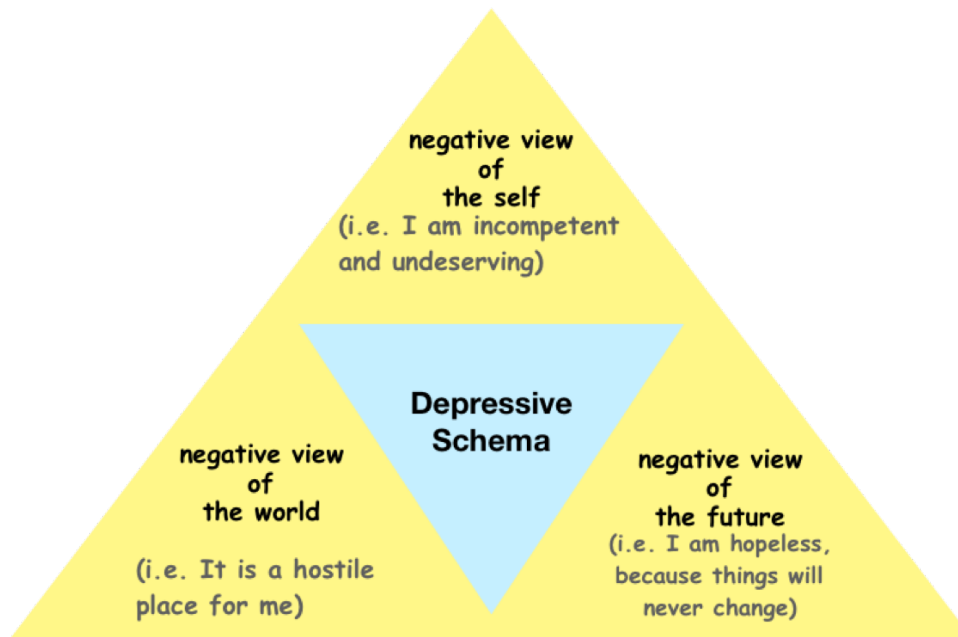 negative view
of
the self
(i.e. I am incompetent
and undeserving)
Depressive
Schema
negative view
of
the world
(i.e. It is a hostile
place for me)
negative view
of
the future
(i.e. I am hopeless,
because things will
never change)